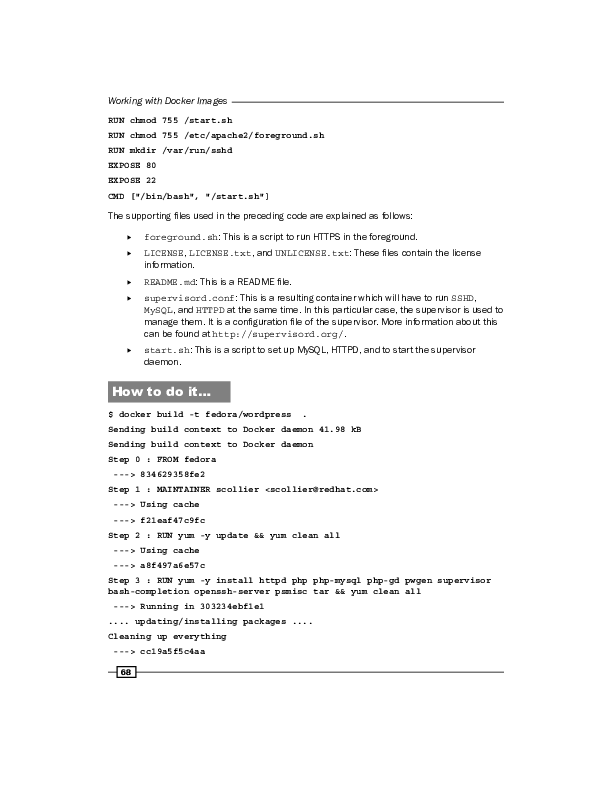 Working with Docker Images
RUN chmod 755 /start.sh
RUN chmod 755 /etc/apache2/foreground.sh
RUN mkdir /var/run/sshd
EXPOSE 80
EXPOSE 22
CMD ["/bin/bash", "/start.sh"]
The supporting files used in the preceding code are explained as follows:
► foreground.sh: This is a script to run HTTPS in the foreground.
► LICENSE, LICENSE.txt, and UNLICENSE.txt: These files contain the license
information.
► README.md: This is a README file.
► supervisord.conf: This is a resulting container which will have to run SSHD,
MySQL, and HTTPD at the same time. In this particular case, the supervisor is used to
manage them. It is a configuration file of the supervisor. More information about this
can be found at http://supervisord.org/.
► start.sh: This is a script to set up MySQL, HTTPD, and to start the supervisor
daemon.
How to do it...
$ docker build -t fedora/wordpress .
Sending build context to Docker daemon 41.98 kB
Sending build context to Docker daemon
Step 0 : FROM fedora
---> 834629358fe2
Step 1 : MAINTAINER scollier <scollier@redhat.com>
---> Using cache
---> f21eaf47c9fc
Step 2 : RUN yum -y update && yum clean all
---> Using cache
---> a8f497a6e57c
Step 3 : RUN yum -y install httpd php php-mysql php-gd pwgen supervisor
bash-completion openssh-server psmisc tar && yum clean all
---> Running in 303234ebf1e1
.... updating/installing packages ....
Cleaning up everything
---> cc19a5f5c4aa
68